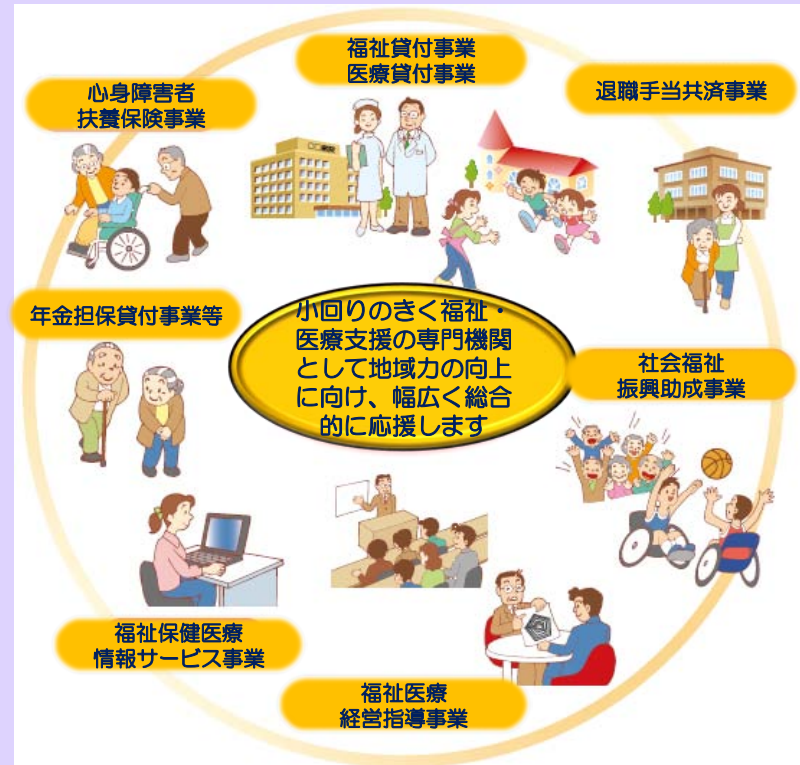 福祉貸付事業
医療貸付事業
心身障害者
扶養保険事業
退職手当共済事業
年金担保貸付事業等
小回りのきく福祉・
医療支援の専門機関
として地域力の向上
に向け、幅広く総合
的に応援します
社会福祉
振興助成事業
福祉保健医療
情報サービス事業
福祉医療
経営指導事業